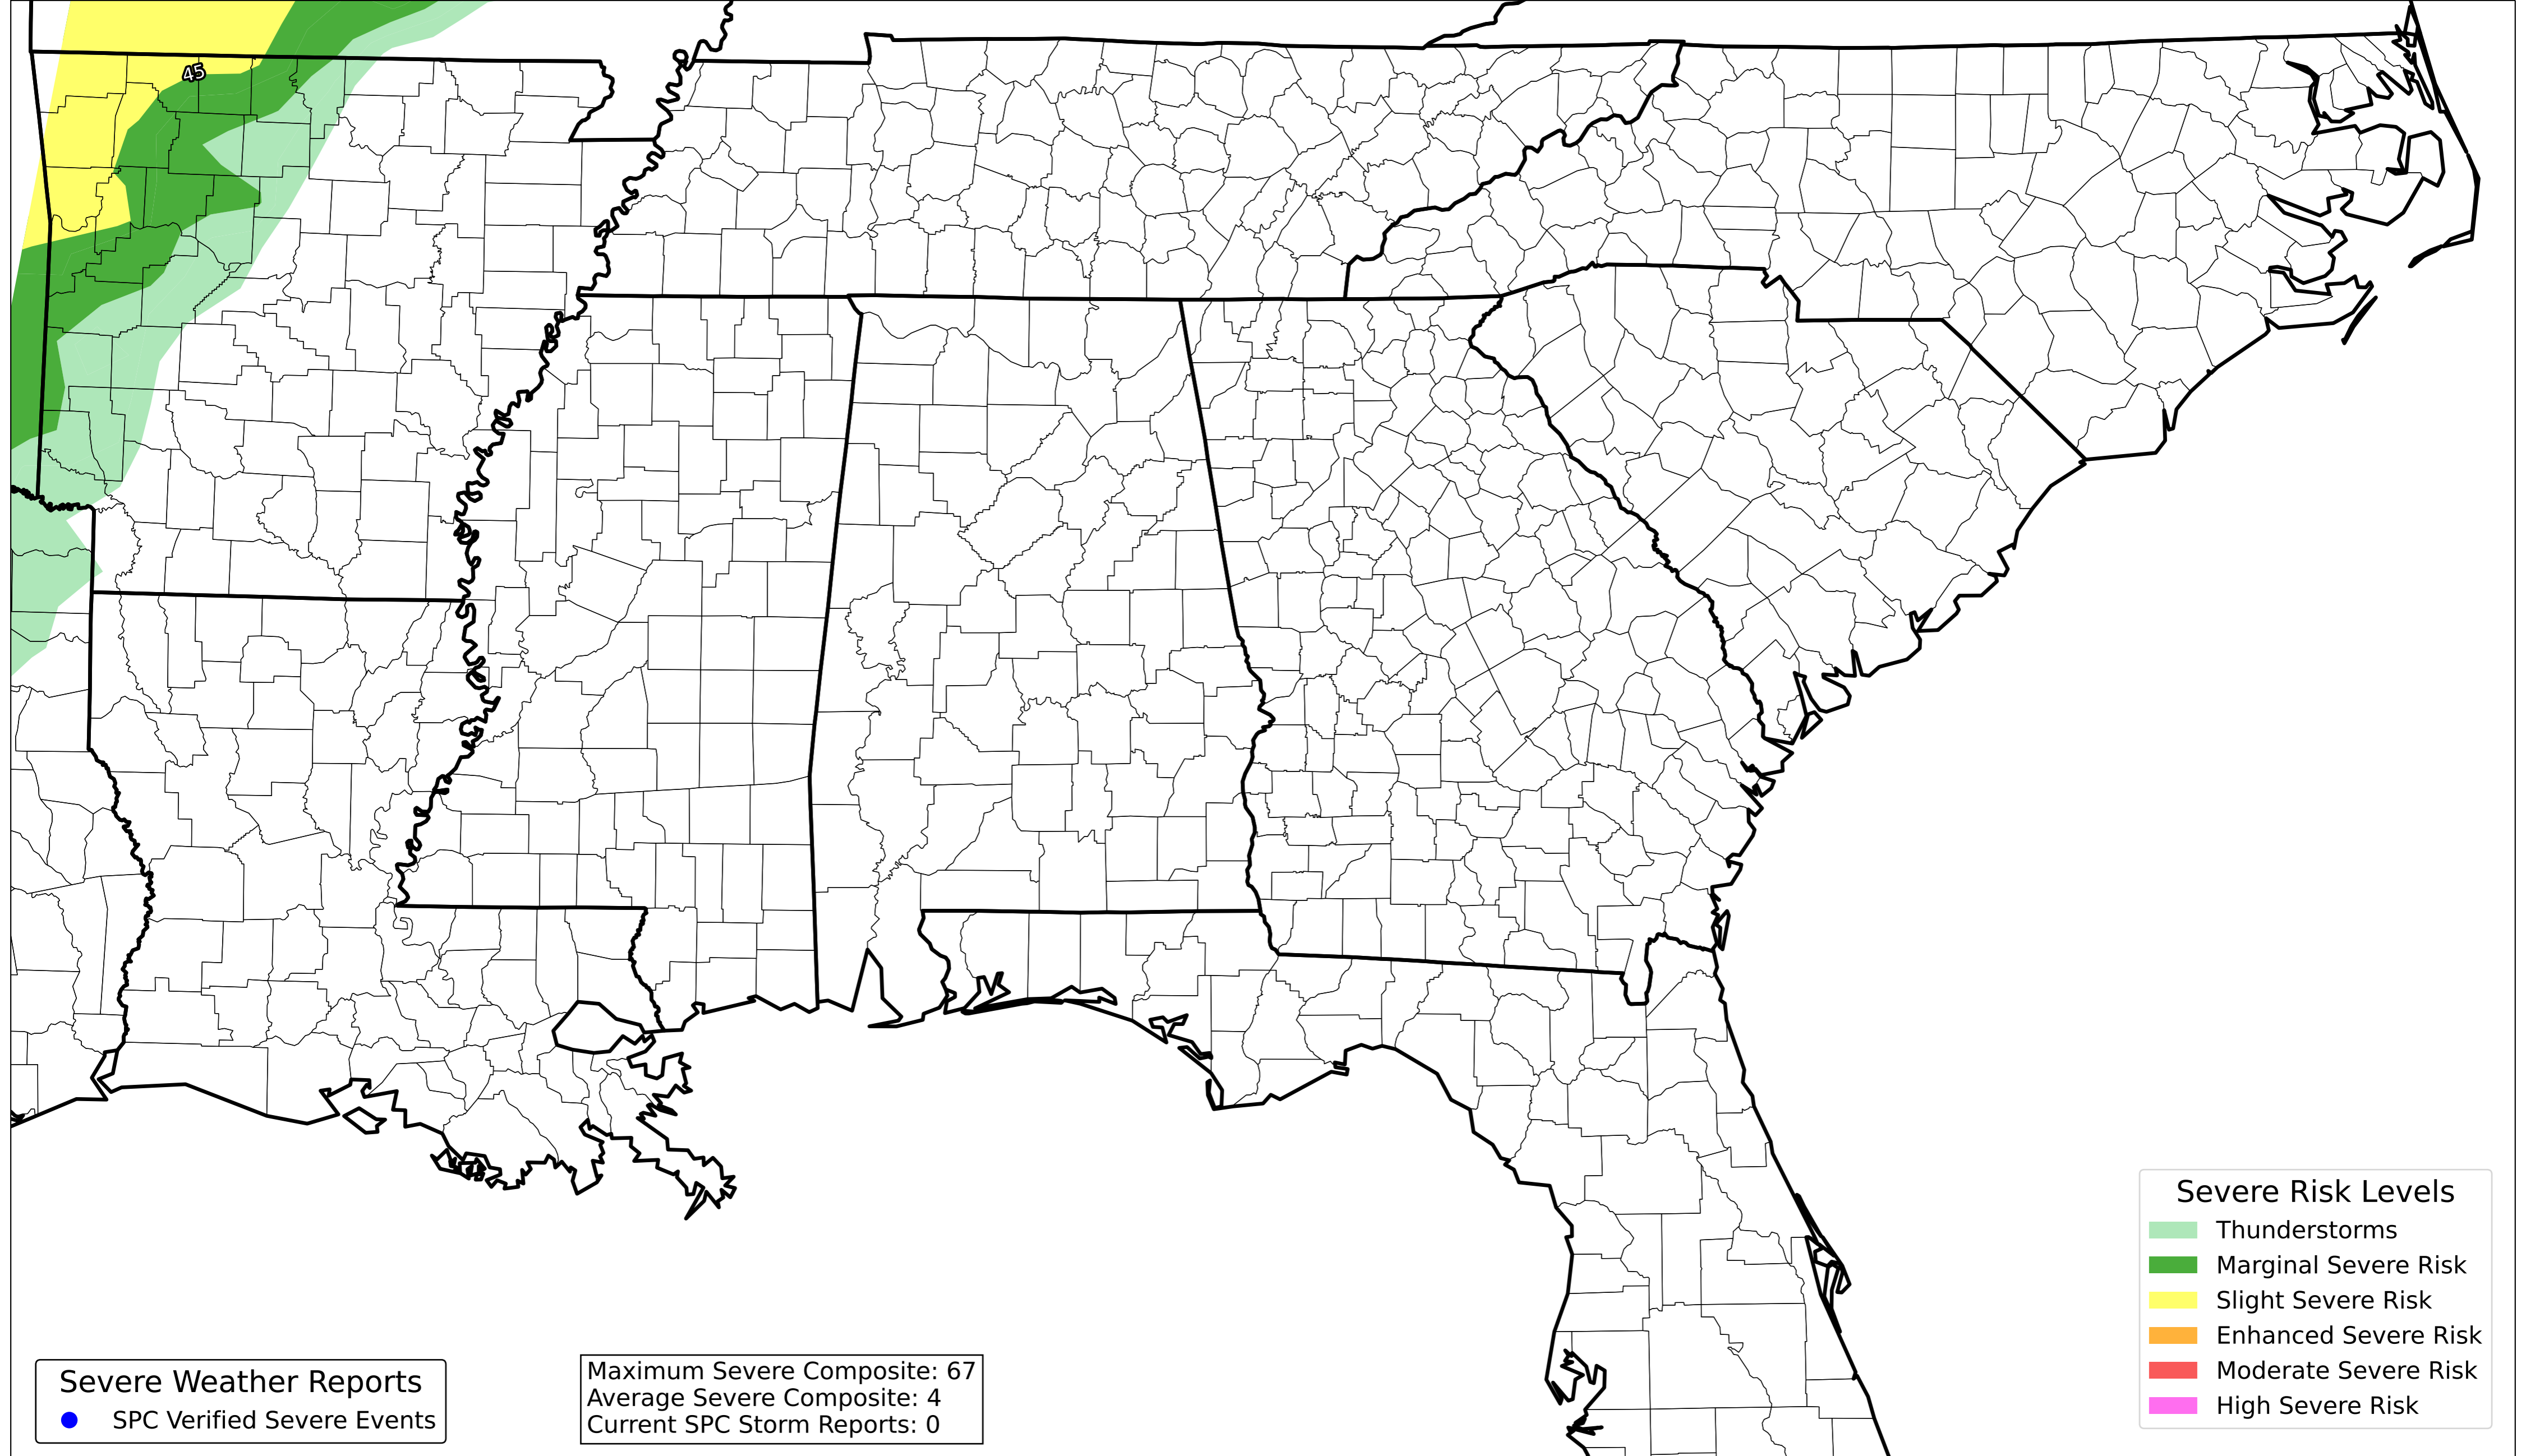 45
Severe Risk Levels
Thunderstorms
Marginal Severe Risk
Slight Severe Risk
Enhanced Severe Risk
Moderate Severe Risk
High Severe Risk
Severe Weather Reports
SPC Verified Severe Events
Maximum Severe Composite: 67
Average Severe Composite: 4
Current SPC Storm Reports: 0